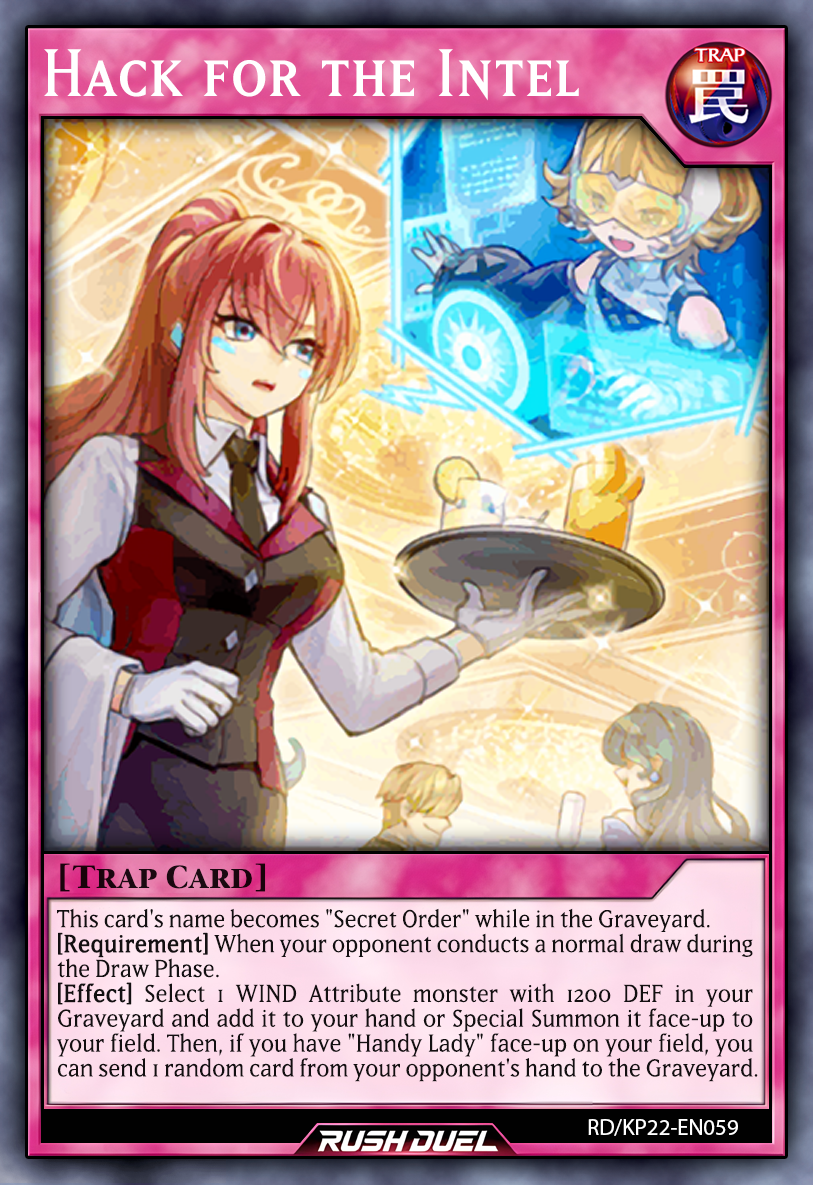 Hack for the Intel
TRAP
罠
[Trap Card]
This card's name becomes "Secret Order" while in the Graveyard.
[Requirement] When your opponent conducts a normal draw during
the Draw Phase.
[Effect] Select 1 WIND Attribute monster with 1200 DEF in your
Graveyard and add it to your hand or Special Summon it face-up to
your field. Then, if you have "Handy Lady" face-up on your field, you
can send 1 random card from your opponent's hand to the Graveyard.
RD/KP22-EN059
RUSH DUEL